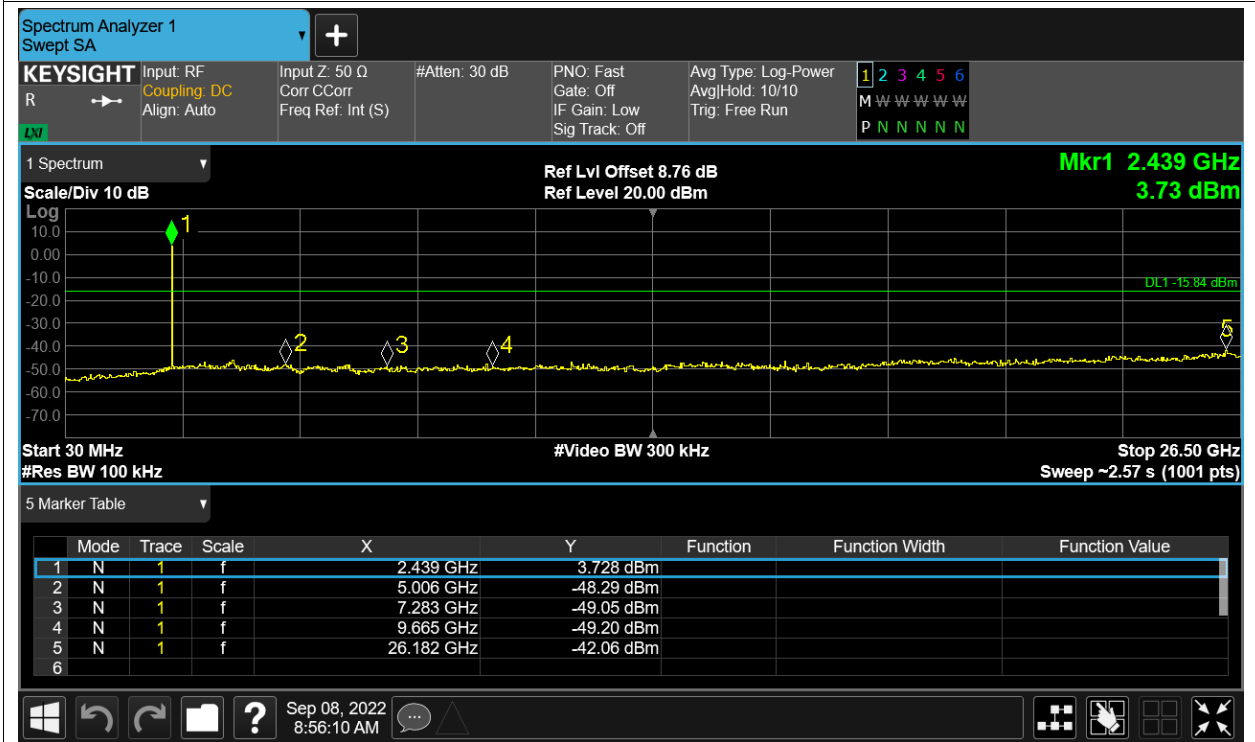 Spectrum Analyzer 1
Swept SA
+
KEYSIGHT Input: RF Input Z: 50 Ω #Atten: 30 dB PNO: Fast Avg Type: Log-Power 1 2 3 4 5 6
R Coupling: DC Corr CCorr Gate: Off Avg|Hold: 10/10 M W W W W W
Align: Auto Freq Ref: Int (S) IF Gain: Low Trig: Free Run
LXI Sig Track: Off P N N N N N
1 Spectrum Ref Lvl Offset 8.76 dB Mkr1 2.439 GHz
Scale/Div 10 dB Ref Level 20.00 dBm 3.73 dBm
Log
1
10.0
0.00
-10.0
DL1 -15.84 dBm
-20.0
-30.0
2 3 4 5
-40.0
-50.0
-60.0
-70.0
Start 30 MHz #Video BW 300 kHz Stop 26.50 GHz
#Res BW 100 kHz Sweep ~2.57 s (1001 pts)
5 Marker Table
Mode Trace Scale X Y Function Function Width Function Value
1 N 1 f 2.439 GHz 3.728 dBm
2 N 1 f 5.006 GHz -48.29 dBm
3 N 1 f 7.283 GHz -49.05 dBm
4 N 1 f 9.665 GHz -49.20 dBm
5 N 1 f 26.182 GHz -42.06 dBm
6
? Sep 08, 2022
8:56:10 AM